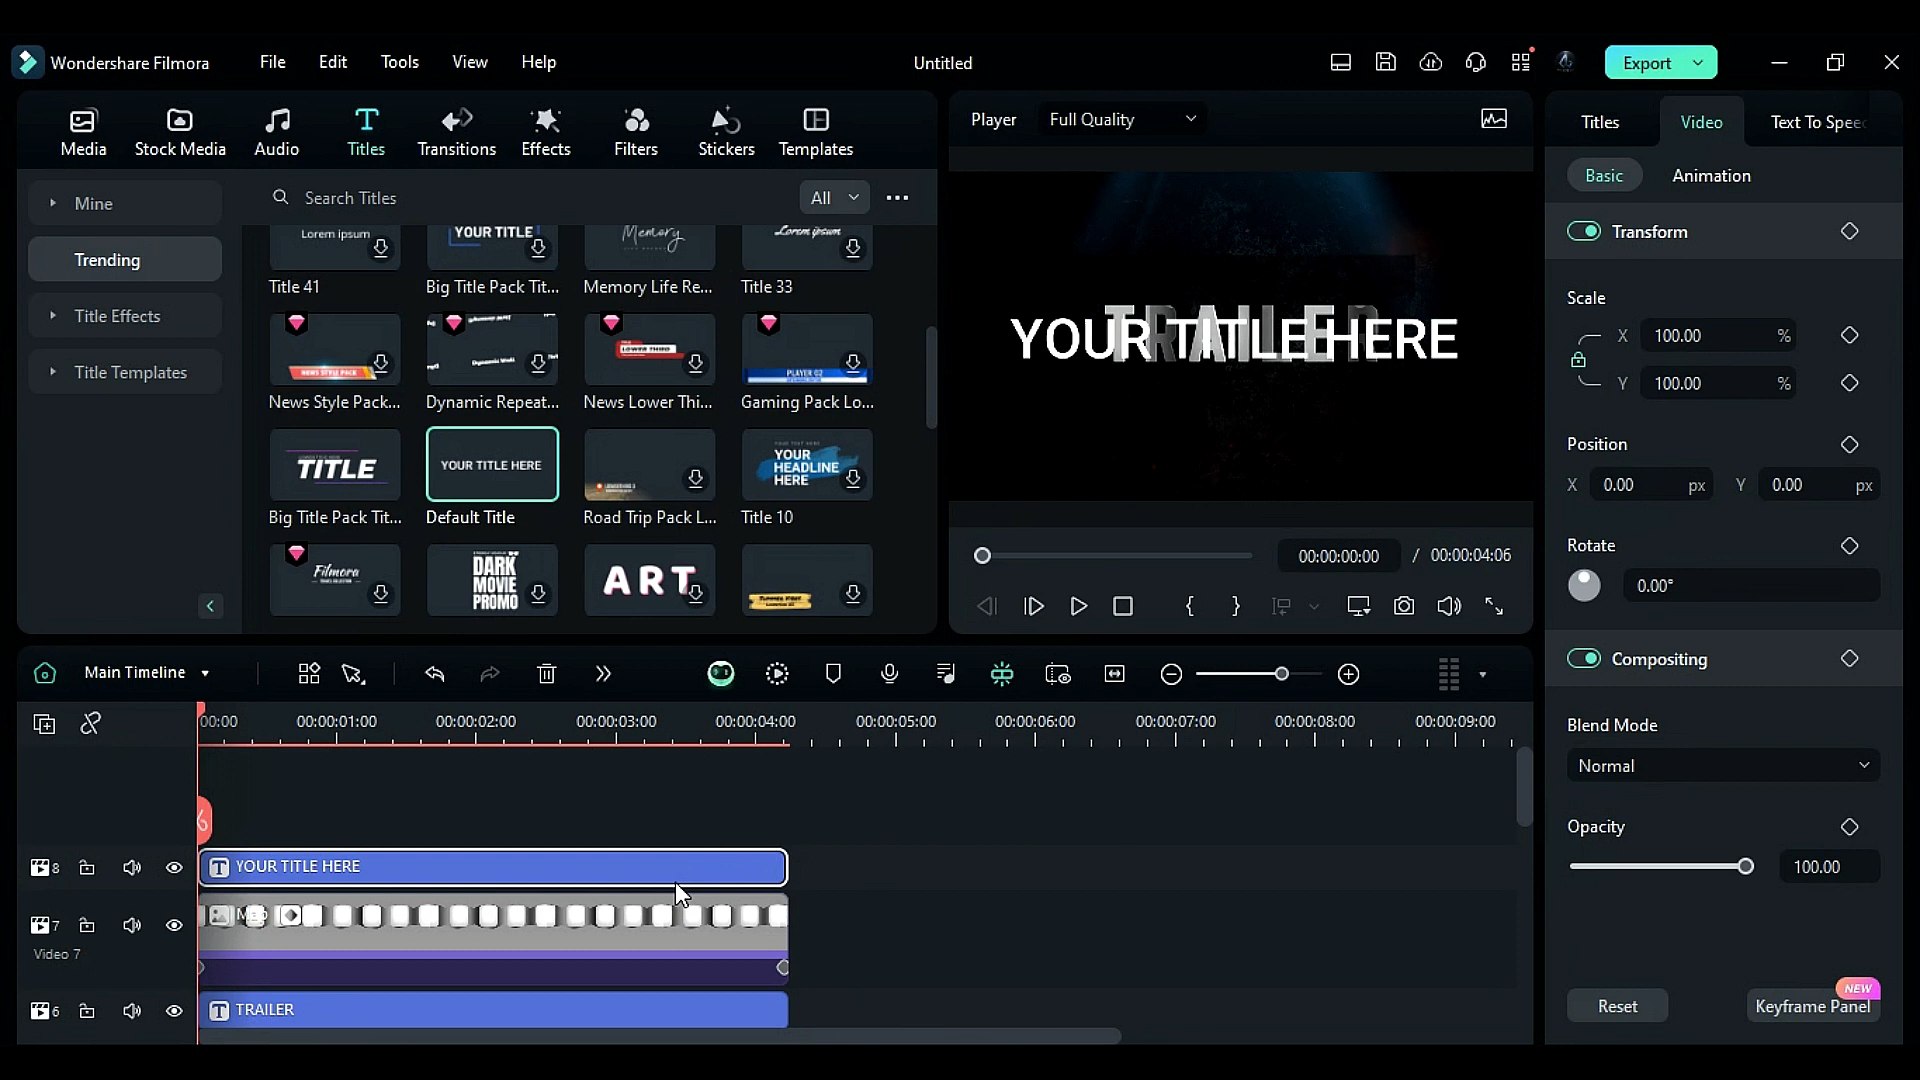 Wondershare Filmora
File
Edit
Tools
View
Help
Untitled
Export
Media
Stock Media
Audio
Titles
Transitions
Effects
Filters
Stickers
Templates
Player
Full Quality
Titles
Video
Text To Speec
Basic
Animation
Mine
Trending
Title Effects
Title Templates
Search Titles
All
Lorem ipsum
YOUR TITLE
Memory
Lorem ipsum
Title 41
Big Title Pack Tit...
Memory Life Re...
Title 33
NEWS STYLE PACK
LOWER THIRD
PLAYER 02
News Style Pack...
Dynamic Repeat...
News Lower Thi...
Gaming Pack Lo...
TITLE
YOUR TITLE HERE
YOUR
HEADLINE
HERE
Big Title Pack Tit...
Default Title
Road Trip Pack L...
Title 10
Filmora
DARK
MOVIE
PROMO
ART
TRAILER
YOUR TITLE HERE
00:00:00:00
/
00:00:04:06
{
}
Transform
Scale
X
100.00
%
Y
100.00
%
Position
X
0.00
px
Y
0.00
px
Rotate
0.00°
Compositing
Blend Mode
Normal
Opacity
100.00
Reset
NEW
Keyframe Panel
Main Timeline
00:00
00:00:01:00
00:00:02:00
00:00:03:00
00:00:04:00
00:00:05:00
00:00:06:00
00:00:07:00
00:00:08:00
00:00:09:00
8
YOUR TITLE HERE
7
Video 7
6
TRAILER